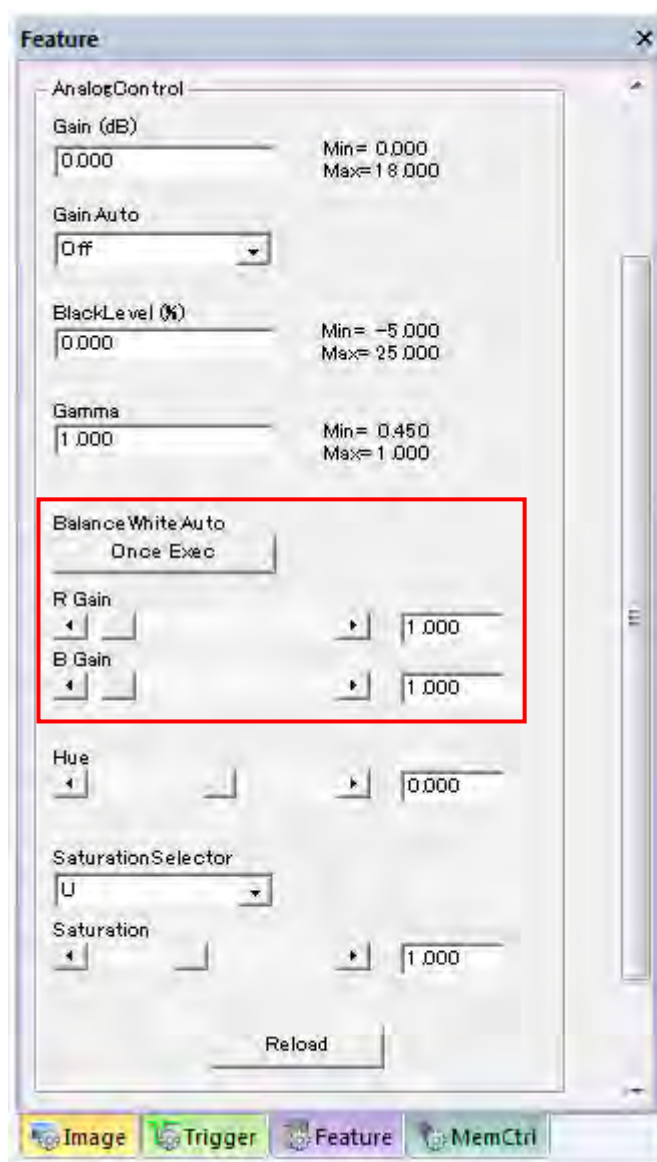 Feature
AnalogControl
Gain (dB)
0.000
Min= 0.000
Max=18.000
Gain Auto
Off
BlackLevel (%)
0.000
Min= -5.000
Max= 25.000
Gamma
1.000
Min= 0.450
Max= 1.000
BalanceWhiteAuto
Once Exec
R Gain
1.000
B Gain
1.000
Hue
0.000
SaturationSelector
U
Saturation
1.000
Reload
Image Trigger Feature MemCtrl